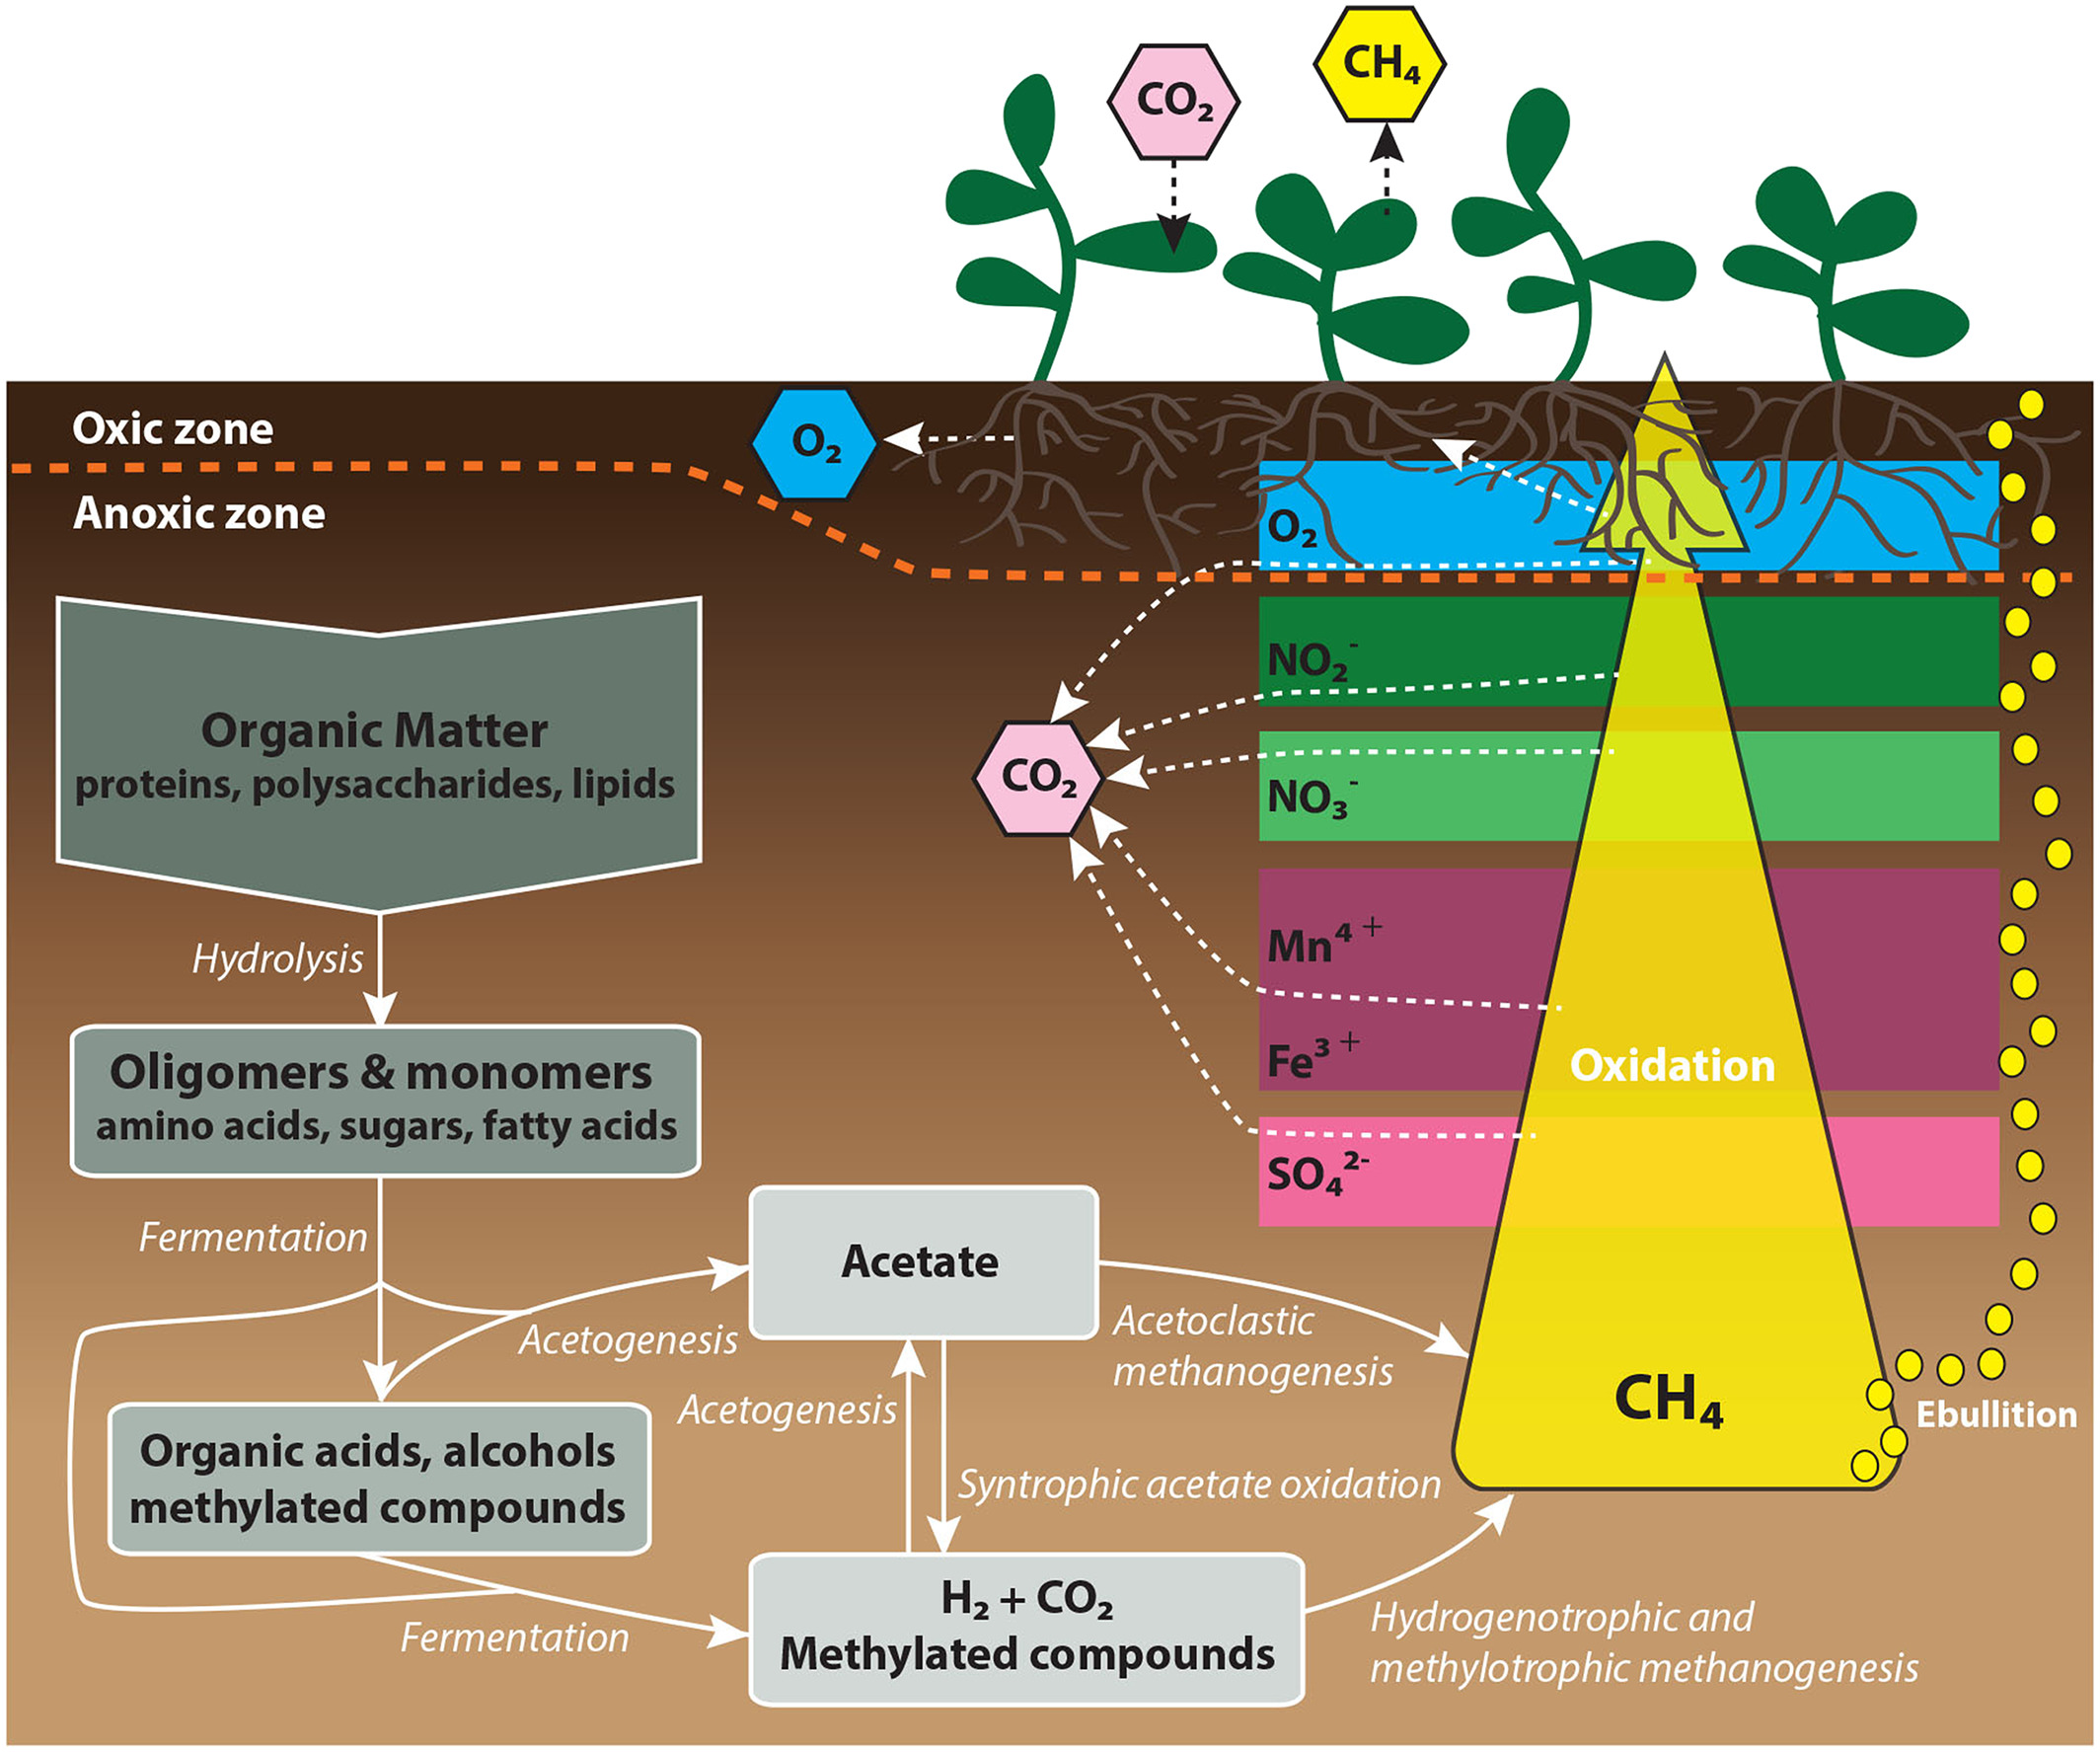 CO₂
CH₄
Oxic zone
O₂
Anoxic zone
O₂
Organic Matter
proteins, polysaccharides, lipids
NO₂⁻
CO₂
NO₃⁻
Hydrolysis
Mn⁴⁺
Fe³⁺
Oxidation
Oligomers & monomers
amino acids, sugars, fatty acids
SO₄²⁻
Fermentation
Acetate
Acetogenesis
Acetoclastic
methanogenesis
CH₄
Ebullition
Acetogenesis
Organic acids, alcohols
methylated compounds
Syntrophic acetate oxidation
H₂ + CO₂
Methylated compounds
Fermentation
Hydrogenotrophic and
methylotrophic methanogenesis